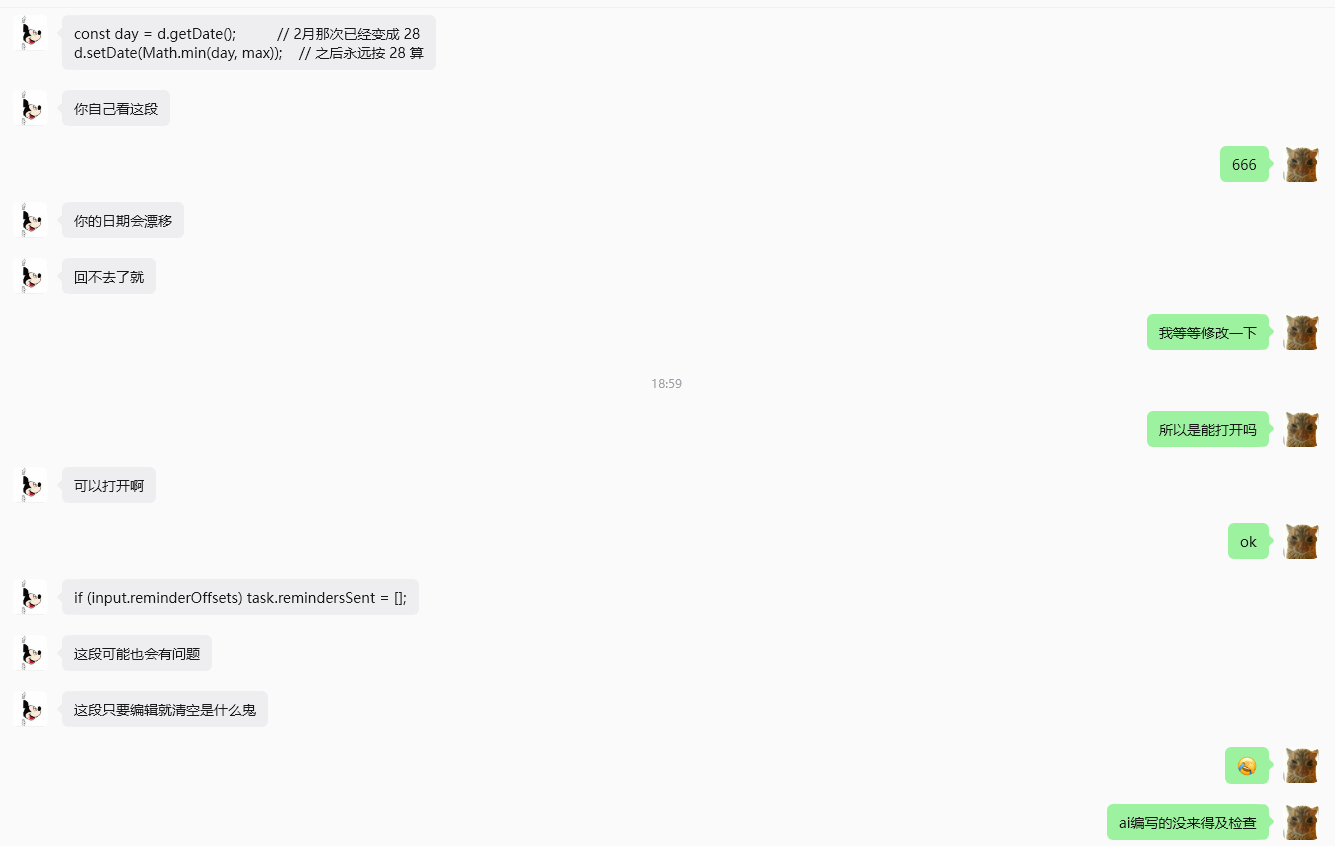 const day = d.getDate();          // 2月那次已经变成 28
d.setDate(Math.min(day, max));    // 之后永远按 28 算
你自己看这段
666
你的日期会漂移
回不去了就
我等等修改一下
18:59
所以是能打开吗
可以打开啊
ok
if (input.reminderOffsets) task.remindersSent = [];
这段可能也会有问题
这段只要编辑就清空是什么鬼
ai编写的没来得及检查